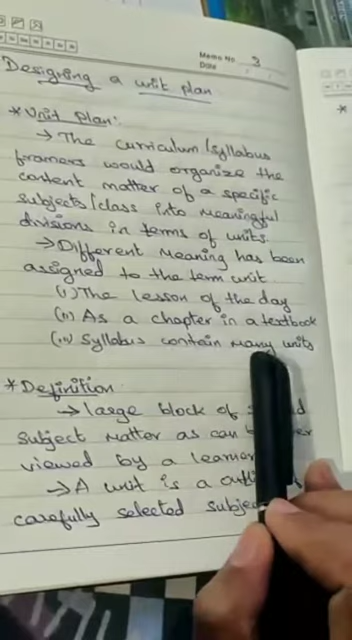 Memo No. 3
Date / /
Designing a unit plan
* Unit Plan:
→ The curriculum/syllabus
framers would organize the
content matter of a specific
subjects/class into meaningful
divisions in terms of units.
→ Different meaning has been
assigned to the term unit
(i) The lesson of the day
(ii) As a chapter in a textbook
(iii) Syllabus contain many units
* Definition:
→ large block of
subject matter as can
viewed by a learner
→ A unit is a
carefully selected
*